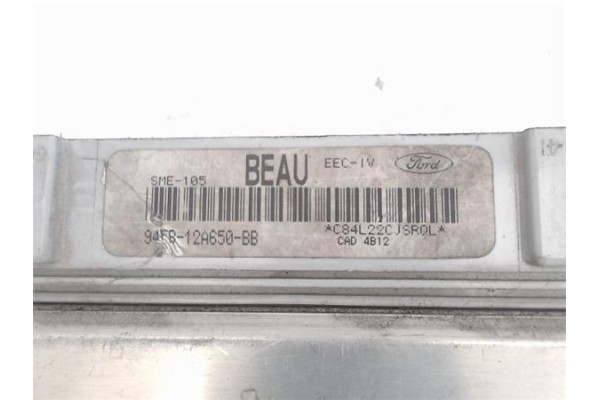 SME-105 BEAU EEC-IV Ford
94FB-12A650-BB *C84L22CJSRQL*
CAD 4B12